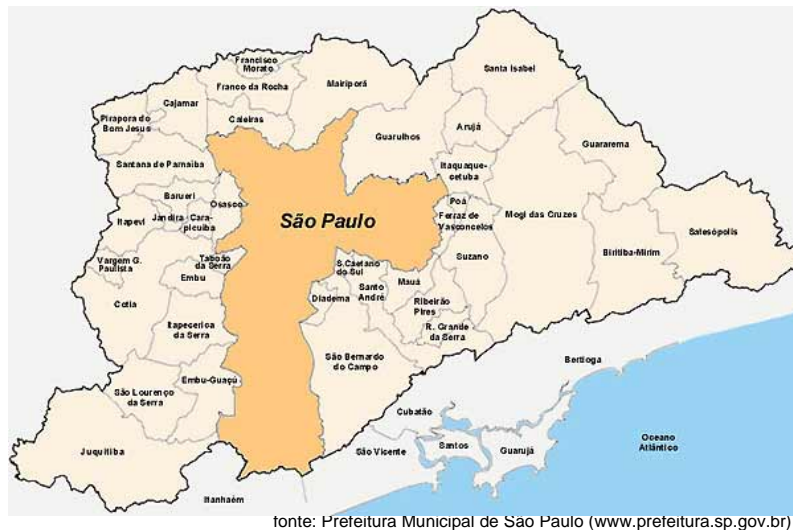 Francisco
Morato
Franco da Rocha
Mairiporã
Santa Isabel
Cajamar
Pirapora do
Bom Jesus
Caieiras
Guarulhos
Arujá
Guararema
Santana de Parnaíba
Itaquaque-
cetuba
Barueri
Osasco
Poá
Itapevi
Jandira
Cara-
picuíba
São Paulo
Ferraz de
Vasconcelos
Mogi das Cruzes
Salesópolis
Vargem G.
Paulista
Taboão
da Serra
Embu
S.Caetano
do Sul
Suzano
Biritiba-Mirim
Cotia
Diadema
Santo
André
Mauá
Ribeirão
Pires
Itapecerica
da Serra
R. Grande
da Serra
São Bernardo
do Campo
Bertioga
Embu-Guaçú
São Lourenço
da Serra
Cubatão
Juquitiba
São Vicente
Santos
Guarujá
Oceano
Atlântico
Itanhaém
fonte: Prefeitura Municipal de São Paulo (www.prefeitura.sp.gov.br)